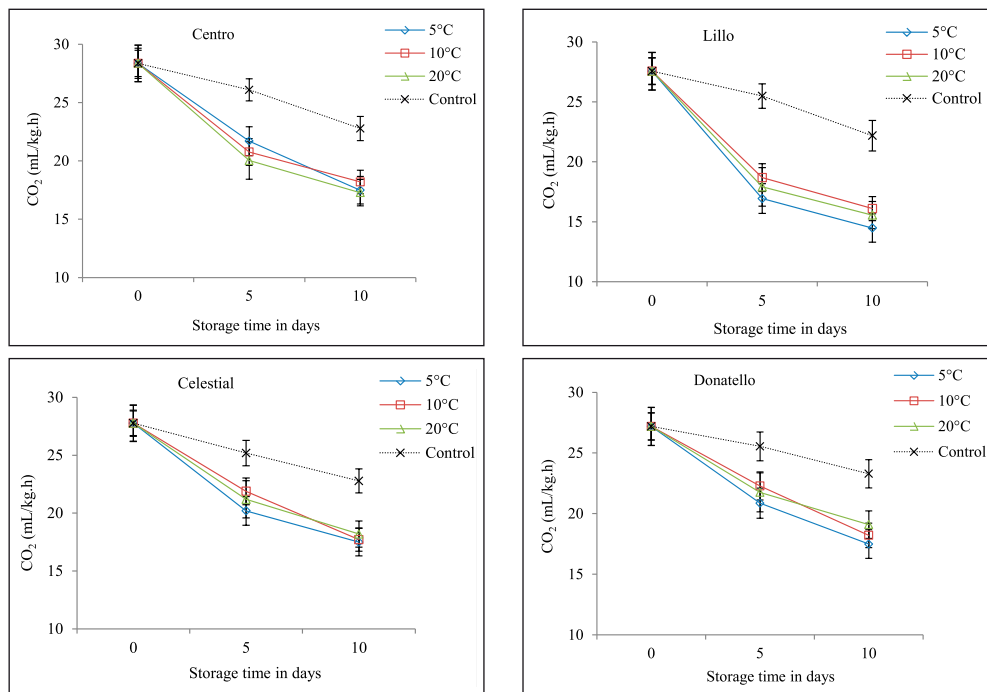 Centro
5°C
10°C
20°C
Control
30
25
20
15
10
CO2 (mL/kg.h)
0 5 10
Storage time in days
Lillo
5°C
10°C
20°C
Control
30
25
20
15
10
CO2 (mL/kg.h)
0 5 10
Storage time in days
Celestial
5°C
10°C
20°C
Control
30
25
20
15
10
CO2 (mL/kg.h)
0 5 10
Storage time in days
Donatello
5°C
10°C
20°C
Control
30
25
20
15
10
CO2 (mL/kg.h)
0 5 10
Storage time in days